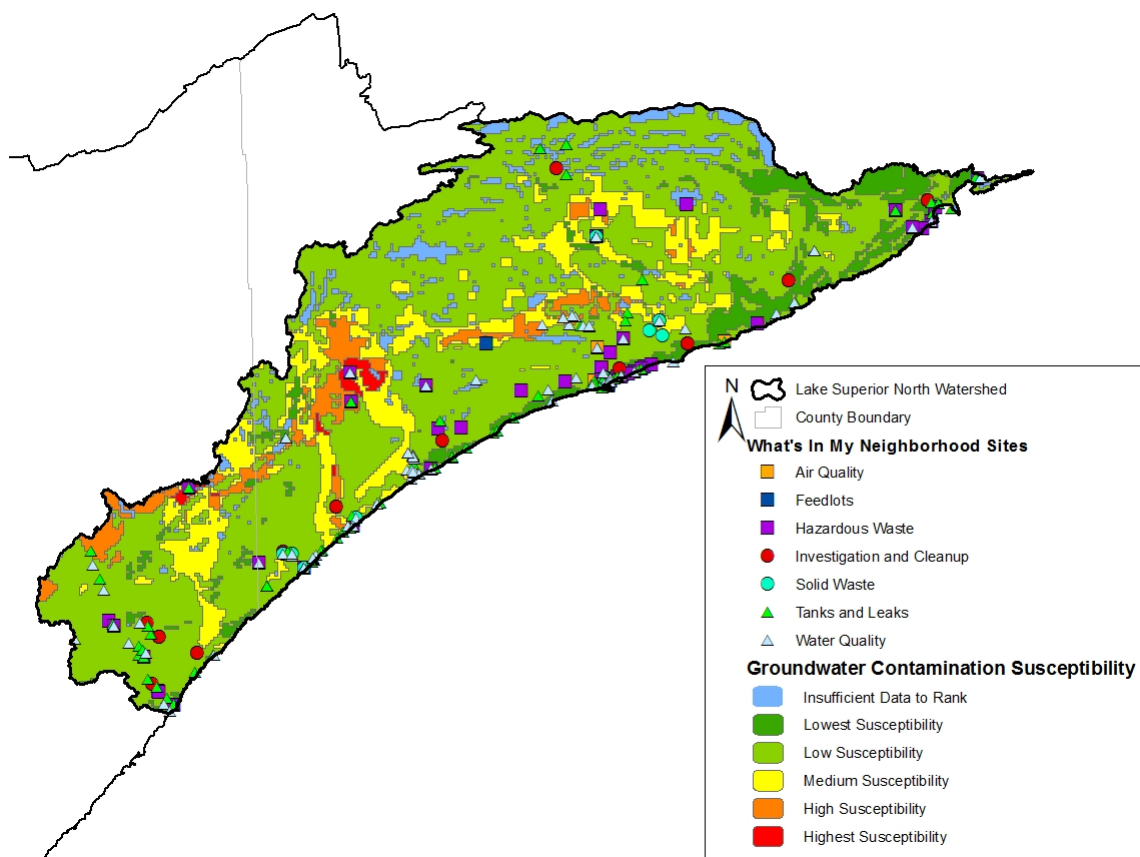 N
Lake Superior North Watershed
County Boundary
What's In My Neighborhood Sites
Air Quality
Feedlots
Hazardous Waste
Investigation and Cleanup
Solid Waste
Tanks and Leaks
Water Quality
Groundwater Contamination Susceptibility
Insufficient Data to Rank
Lowest Susceptibility
Low Susceptibility
Medium Susceptibility
High Susceptibility
Highest Susceptibility